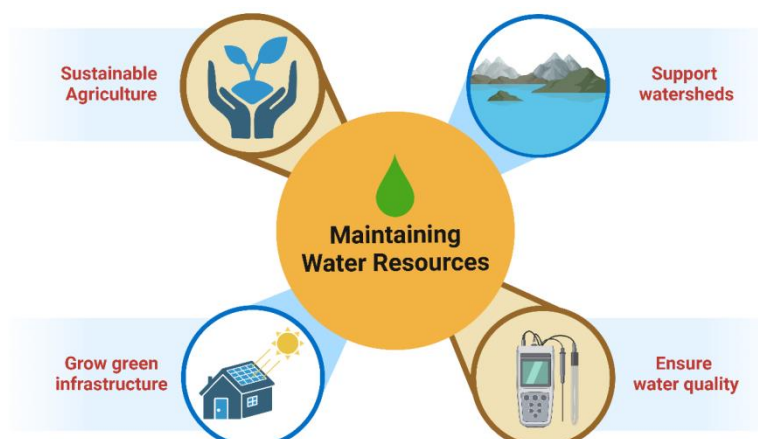 Sustainable
Agriculture
Support
watersheds
Maintaining
Water Resources
Grow green
infrastructure
Ensure
water quality